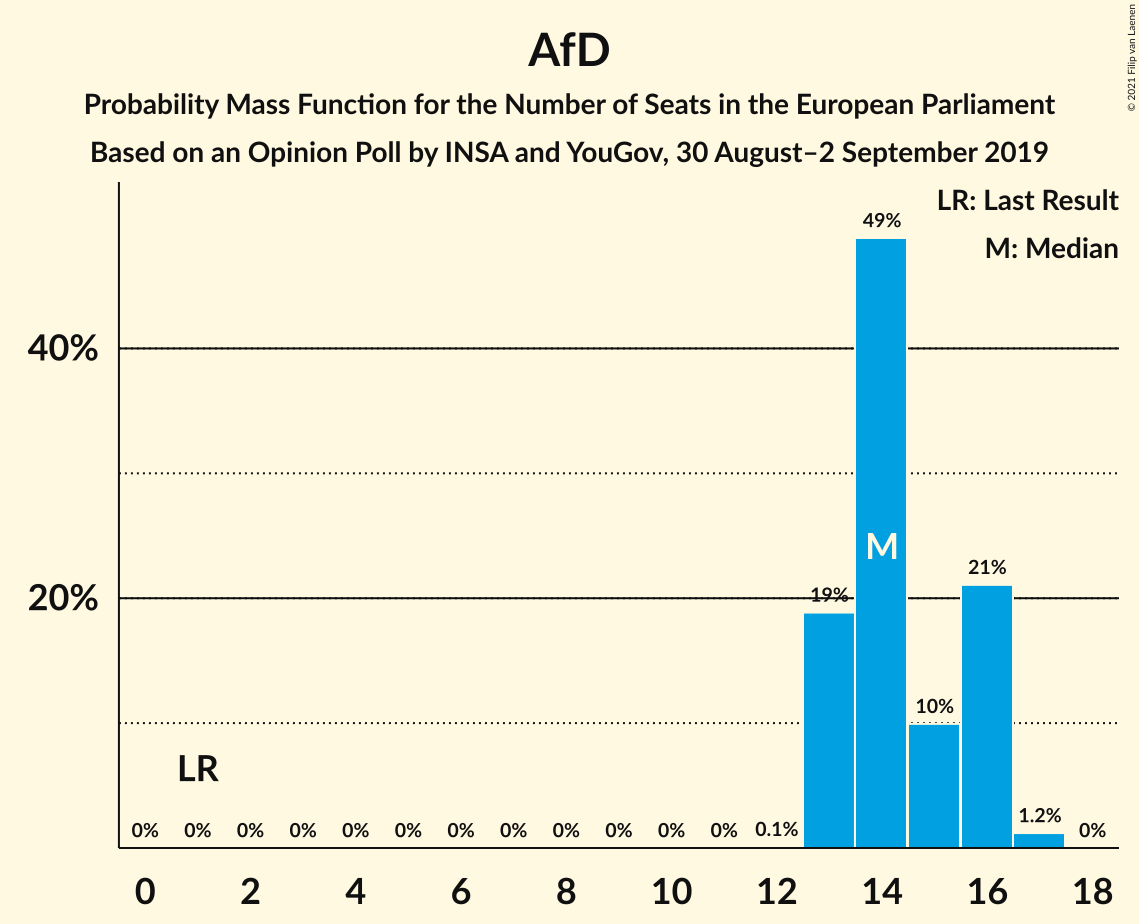 AfD
Probability Mass Function for the Number of Seats in the European Parliament
Based on an Opinion Poll by INSA and YouGov, 30 August–2 September 2019
© 2021 Filip van Laenen
LR: Last Result
M: Median
49%
40%
M
21%
20%
19%
10%
LR
0% 0% 0% 0% 0% 0% 0% 0% 0% 0% 0% 0% 0.1% 1.2% 0%
0 2 4 6 8 10 12 14 16 18